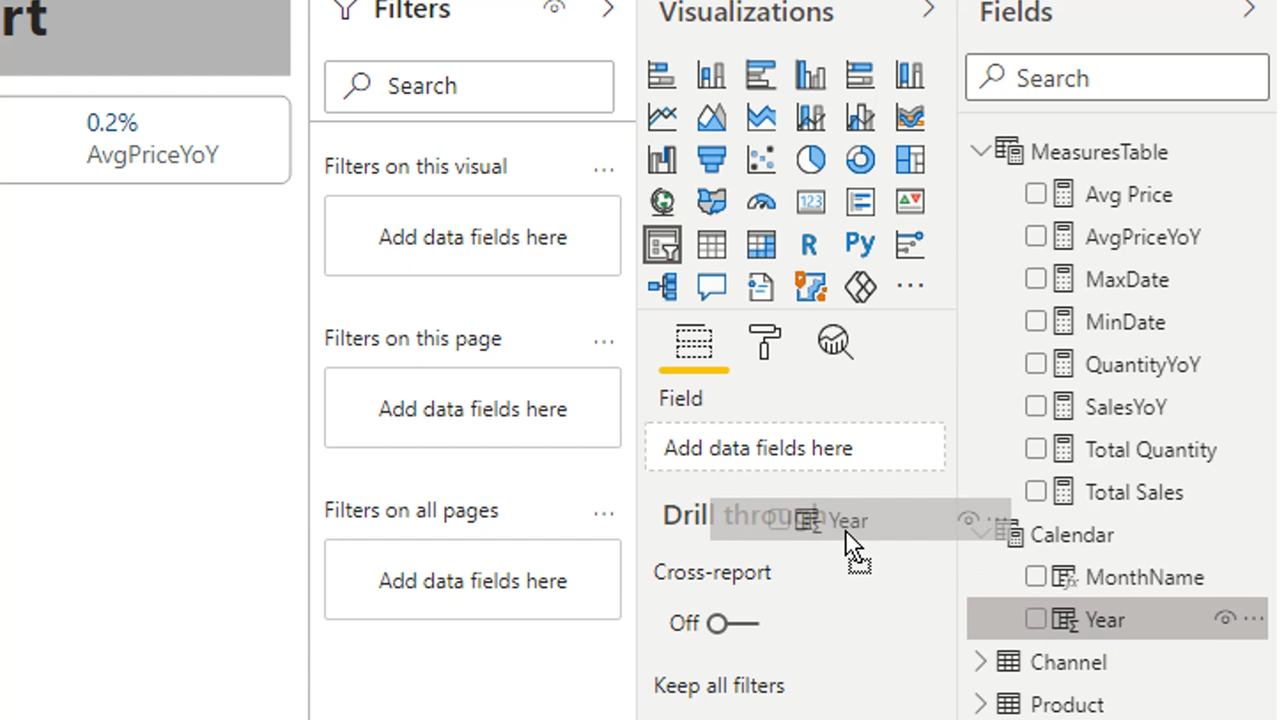 rt
0.2%
AvgPriceYoY
Filters
Search
Filters on this visual
...
Add data fields here
Filters on this page
...
Add data fields here
Filters on all pages
...
Add data fields here
Visualizations
123
R
Py
...
Field
Add data fields here
Drill through
Year
Cross-report
Off
Keep all filters
Fields
Search
MeasuresTable
Avg Price
AvgPriceYoY
MaxDate
MinDate
QuantityYoY
SalesYoY
Total Quantity
Total Sales
Calendar
MonthName
Year
...
Channel
Product